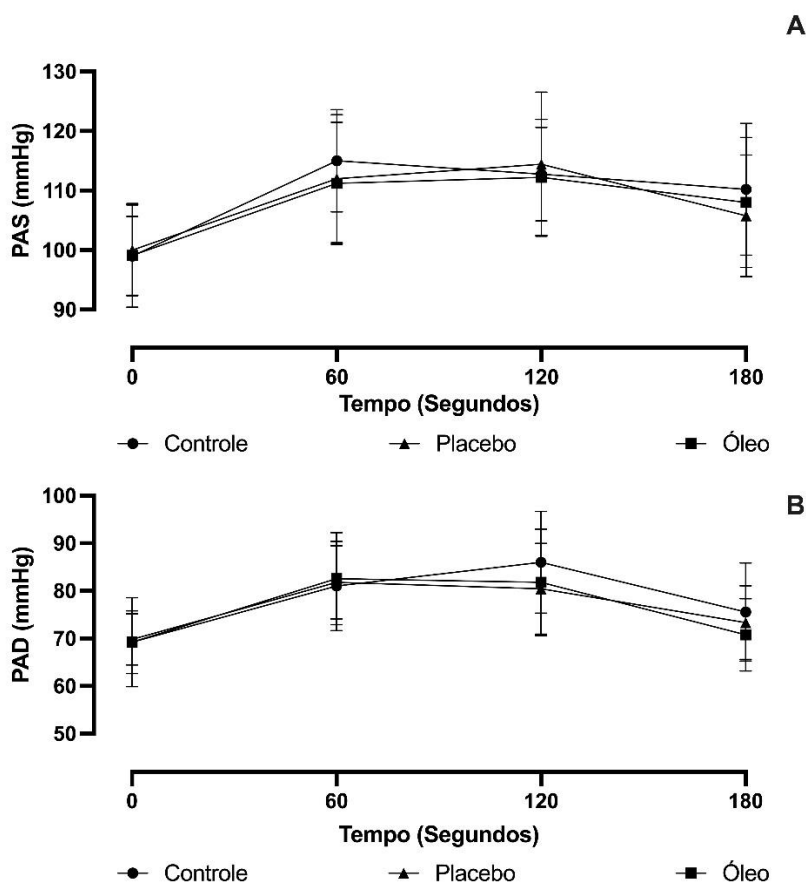 A
130
120
110
100
90
PAS (mmHg)
0 60 120 180
Tempo (Segundos)
Controle Placebo Óleo
B
100
90
80
70
60
50
PAD (mmHg)
0 60 120 180
Tempo (Segundos)
Controle Placebo Óleo